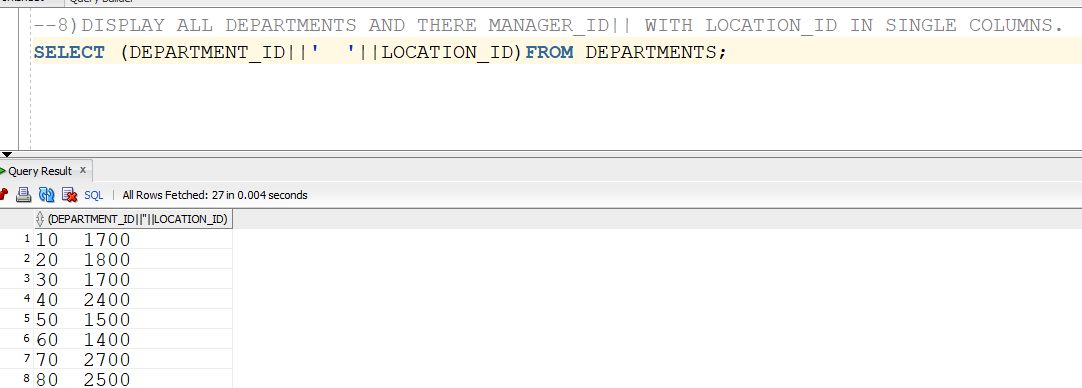 --8)DISPLAY ALL DEPARTMENTS AND THERE MANAGER_ID|| WITH LOCATION_ID IN SINGLE COLUMNS.
SELECT (DEPARTMENT_ID||'  '||LOCATION_ID)FROM DEPARTMENTS;
Query Result x
SQL | All Rows Fetched: 27 in 0.004 seconds
(DEPARTMENT_ID||''||LOCATION_ID)
1 10  1700
2 20  1800
3 30  1700
4 40  2400
5 50  1500
6 60  1400
7 70  2700
8 80  2500